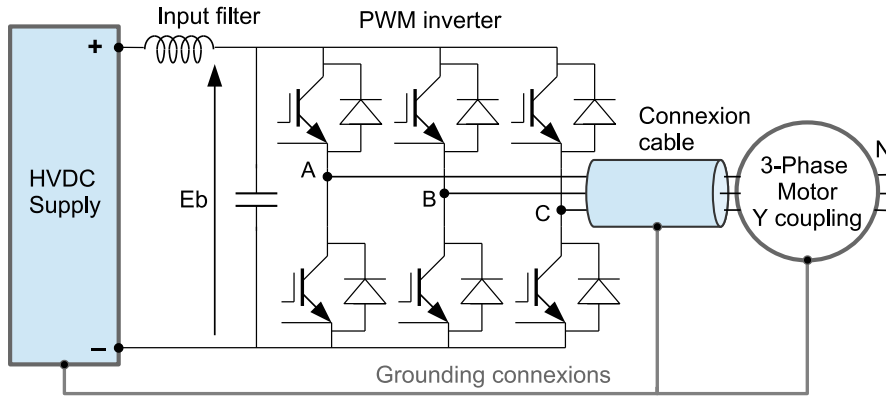 Input filter
PWM inverter
+
Connexion
cable
N
HVDC
Supply
Eb
A
B
C
3-Phase
Motor
Y coupling
–
Grounding connexions